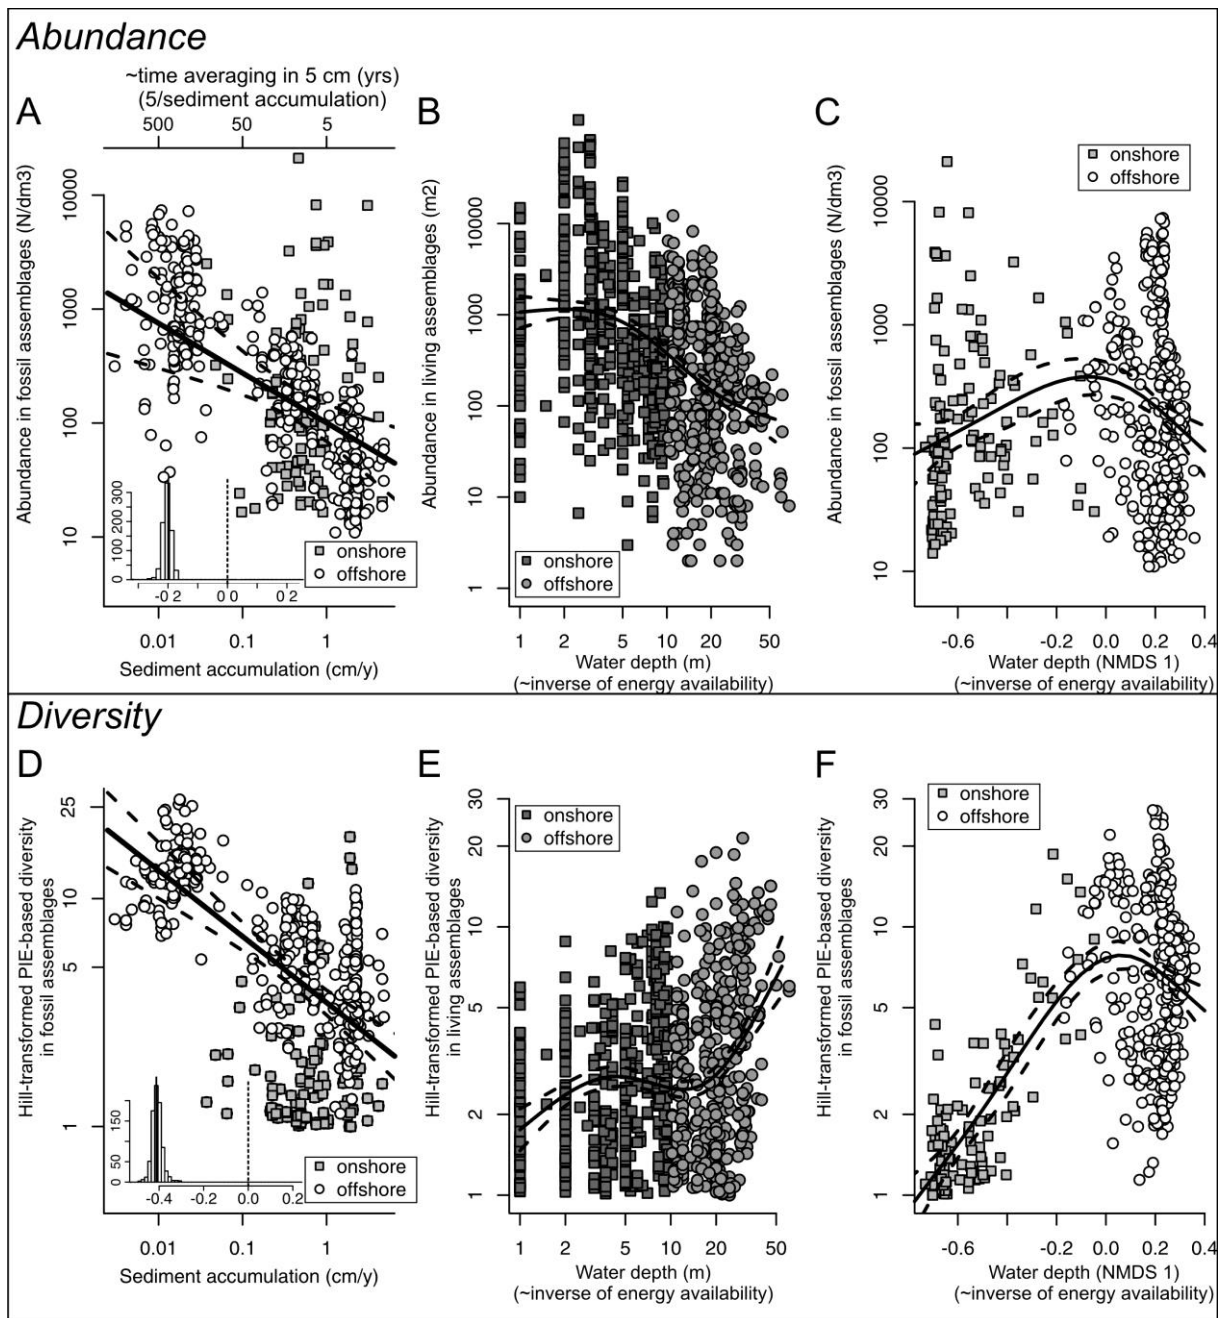 Abundance
A
~time averaging in 5 cm (yrs)
(5/sediment accumulation)
500 50 5
Abundance in fossil assemblages (N/dm3)
10000
1000
100
10
300
200
100
0
-0 2 0 0 0 2
onshore
offshore
0.01 0.1 1
Sediment accumulation (cm/y)
B
Abundance in living assemblages (m2)
10000
1000
100
10
1
onshore
offshore
1 2 5 10 20 50
Water depth (m)
(~inverse of energy availability)
C
onshore
offshore
Abundance in fossil assemblages (N/dm3)
10000
1000
100
10
-0.6 -0.2 0.0 0.2 0.4
Water depth (NMDS 1)
(~inverse of energy availability)
Diversity
D
Hill-transformed PIE-based diversity
in fossil assemblages
25
10
5
1
150
50
0
-0.4 -0.2 0.0 0.2
onshore
offshore
0.01 0.1 1
Sediment accumulation (cm/y)
E
onshore
offshore
Hill-transformed PIE-based diversity
in living assemblages
30
20
10
5
2
1
1 2 5 10 20 50
Water depth (m)
(~inverse of energy availability)
F
onshore
offshore
Hill-transformed PIE-based diversity
in fossil assemblages
30
20
10
5
2
1
-0.6 -0.2 0.0 0.2 0.4
Water depth (NMDS 1)
(~inverse of energy availability)